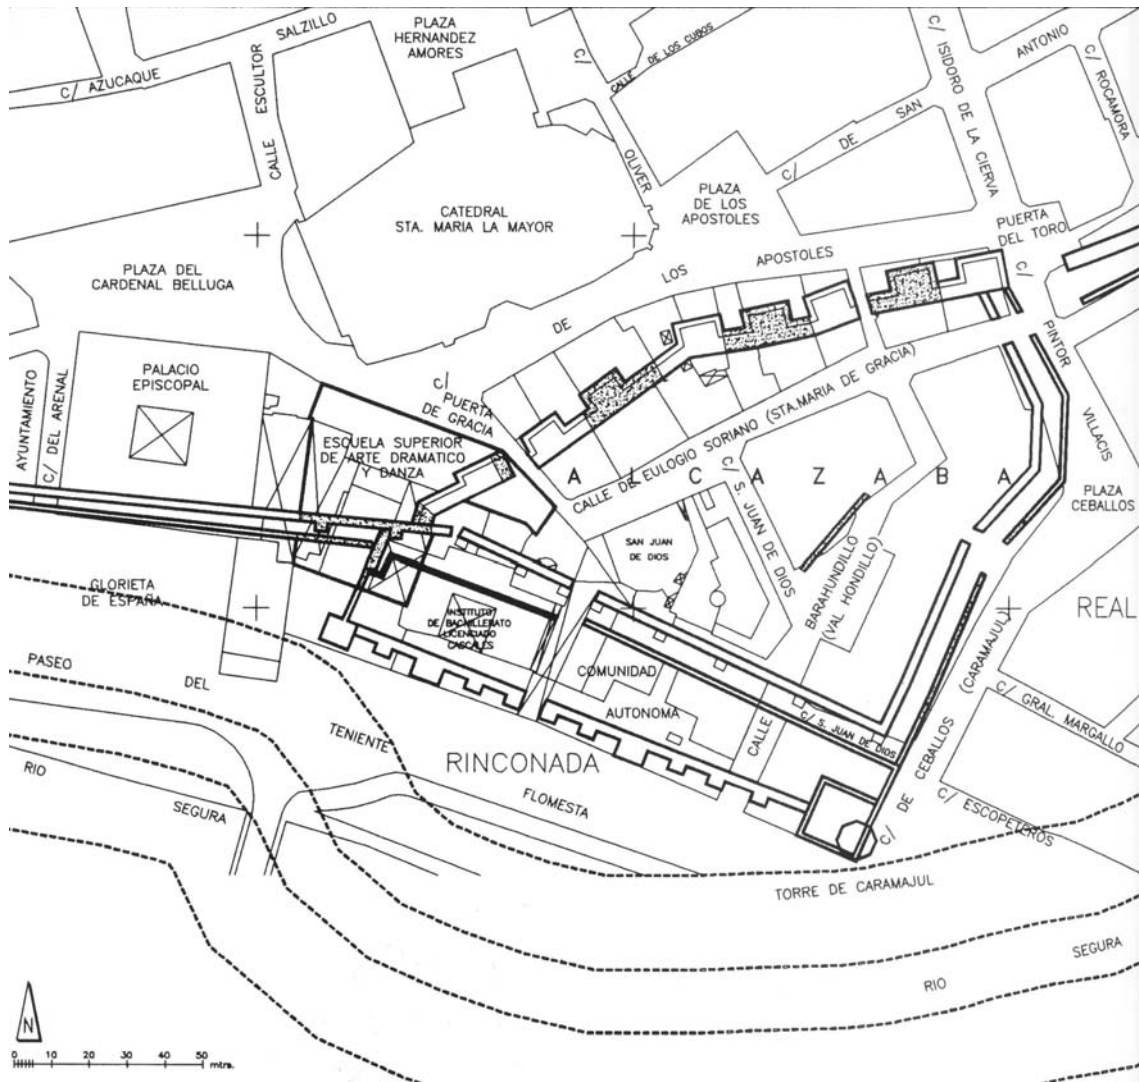 SALZILLO
C/ AZUCAQUE
CALLE ESCULTOR
PLAZA
HERNANDEZ
AMORES
C/
OLIVER
CALLE DE LOS CUBOS
C/ ISIDORO DE LA CIERVA
ANTONIO
C/ ROCAMORA
C/ DE SAN
PLAZA
DE LOS
APOSTOLES
CATEDRAL
STA. MARIA LA MAYOR
PUERTA
DEL TORO
PLAZA DEL
CARDENAL BELLUGA
DE LOS APOSTOLES
C/ PINTOR VILLACIS
PALACIO
EPISCOPAL
AYUNTAMIENTO
C/ DEL ARENAL
C/
PUERTA
DE GRACIA
ESCUELA SUPERIOR
DE ARTE DRAMATICO
Y DANZA
CALLE DE EULOGIO SORIANO (STA.MARIA DE GRACIA)
ALCAZABA
C/ S. JUAN DE DIOS
PLAZA
CEBALLOS
SAN JUAN
DE DIOS
GLORIETA
DE ESPAÑA
INSTITUTO
DE BACHILLERATO
LICENCIADO
CASCALES
CALLE BARAHUNDILLO
(VAL HONDILLO)
REAL
COMUNIDAD
AUTONOMA
C/ S. JUAN DE DIOS
C/ DE CEBALLOS (CARAMAJUL)
C/ GRAL. MARGALLO
C/ ESCOPETEROS
PASEO DEL TENIENTE FLOMESTA
RINCONADA
RIO SEGURA
TORRE DE CARAMAJUL
RIO SEGURA
N
0 10 20 30 40 50 mtrs.